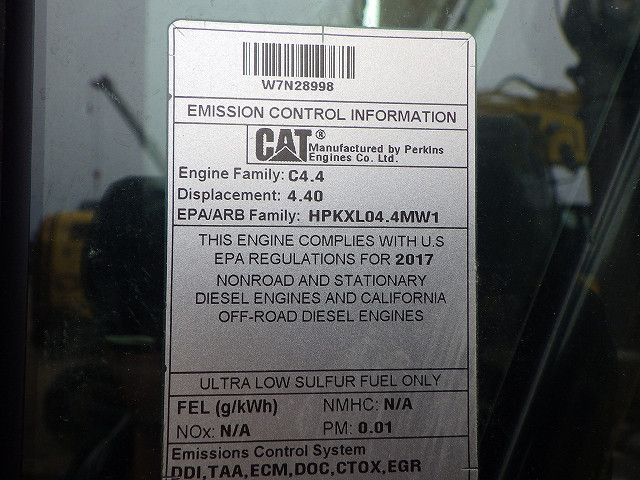 W7N28998
EMISSION CONTROL INFORMATION
CAT® Manufactured by Perkins
Engines Co. Ltd.
Engine Family: C4.4
Displacement: 4.40
EPA/ARB Family: HPKXL04.4MW1
THIS ENGINE COMPLIES WITH U.S
EPA REGULATIONS FOR 2017
NONROAD AND STATIONARY
DIESEL ENGINES AND CALIFORNIA
OFF-ROAD DIESEL ENGINES
ULTRA LOW SULFUR FUEL ONLY
FEL (g/kWh) NMHC: N/A
NOx: N/A PM: 0.01
Emissions Control System
DDI,TAA,ECM,DOC,CTOX,EGR